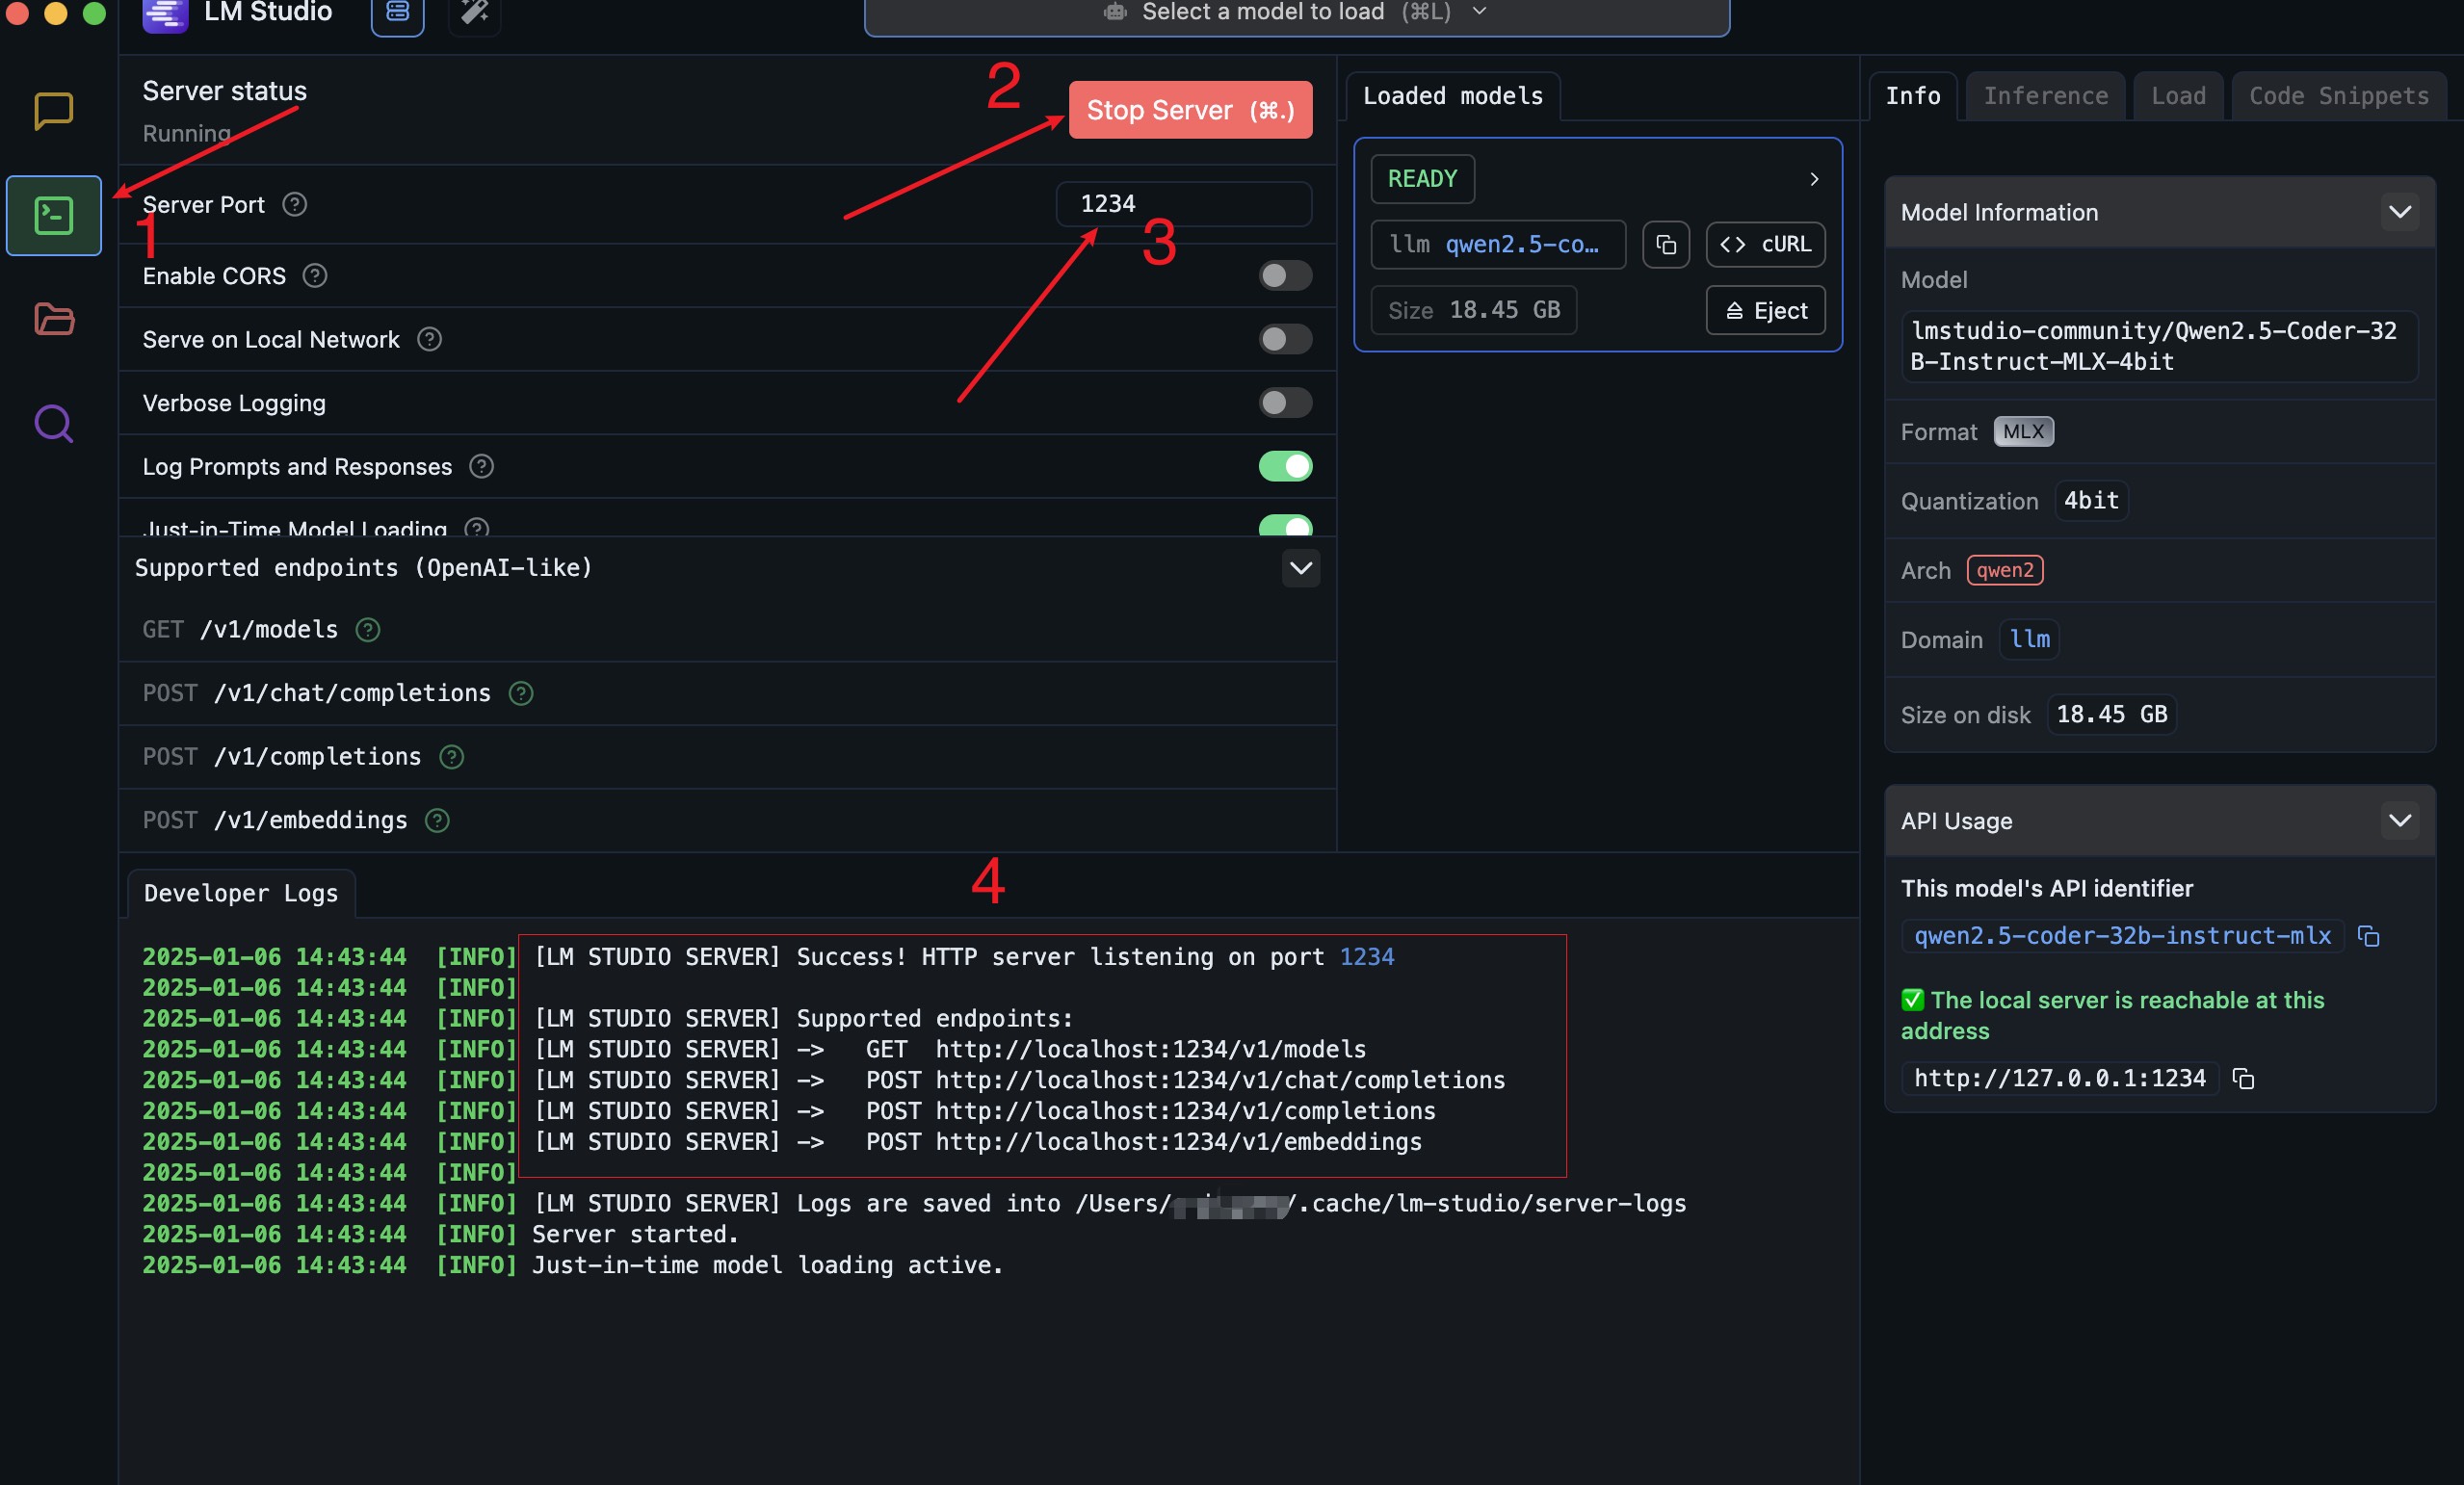 LM Studio
Select a model to load (⌘L)
Server status
Running
2
Stop Server (⌘.)
1
Server Port
1234
3
Enable CORS
Serve on Local Network
Verbose Logging
Log Prompts and Responses
Just-in-Time Model Loading
Supported endpoints (OpenAI-like)
GET /v1/models
POST /v1/chat/completions
POST /v1/completions
POST /v1/embeddings
Loaded models
READY
llm qwen2.5-co...
cURL
Size 18.45 GB
Eject
Info
Inference
Load
Code Snippets
Model Information
Model
lmstudio-community/Qwen2.5-Coder-32
B-Instruct-MLX-4bit
Format MLX
Quantization 4bit
Arch qwen2
Domain llm
Size on disk 18.45 GB
API Usage
This model's API identifier
qwen2.5-coder-32b-instruct-mlx
✅ The local server is reachable at this
address
http://127.0.0.1:1234
4
Developer Logs
2025-01-06 14:43:44 [INFO] [LM STUDIO SERVER] Success! HTTP server listening on port 1234
2025-01-06 14:43:44 [INFO]
2025-01-06 14:43:44 [INFO] [LM STUDIO SERVER] Supported endpoints:
2025-01-06 14:43:44 [INFO] [LM STUDIO SERVER] -> GET http://localhost:1234/v1/models
2025-01-06 14:43:44 [INFO] [LM STUDIO SERVER] -> POST http://localhost:1234/v1/chat/completions
2025-01-06 14:43:44 [INFO] [LM STUDIO SERVER] -> POST http://localhost:1234/v1/completions
2025-01-06 14:43:44 [INFO] [LM STUDIO SERVER] -> POST http://localhost:1234/v1/embeddings
2025-01-06 14:43:44 [INFO]
2025-01-06 14:43:44 [INFO] [LM STUDIO SERVER] Logs are saved into /Users/ /.cache/lm-studio/server-logs
2025-01-06 14:43:44 [INFO] Server started.
2025-01-06 14:43:44 [INFO] Just-in-time model loading active.